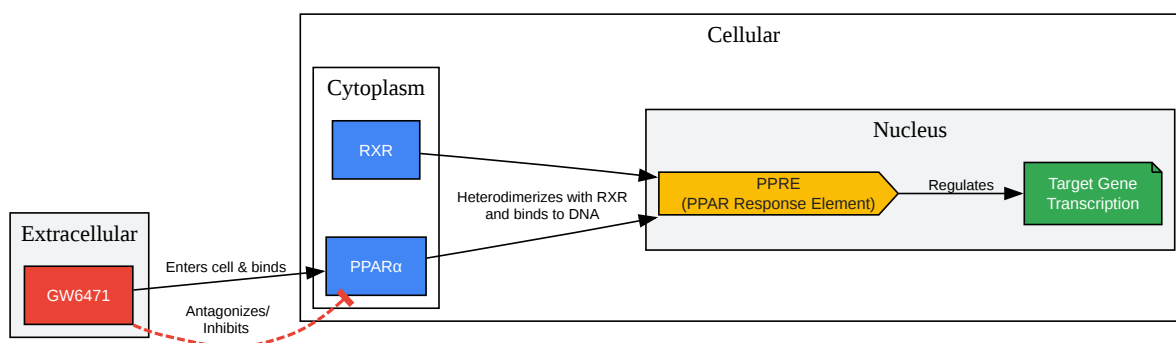 Cellular
Cytoplasm
RXR
Nucleus
PPRE
(PPAR Response Element)
Regulates
Target Gene
Transcription
Heterodimerizes with RXR
and binds to DNA
Extracellular
GW6471
Enters cell & binds
PPARα
Antagonizes/
Inhibits